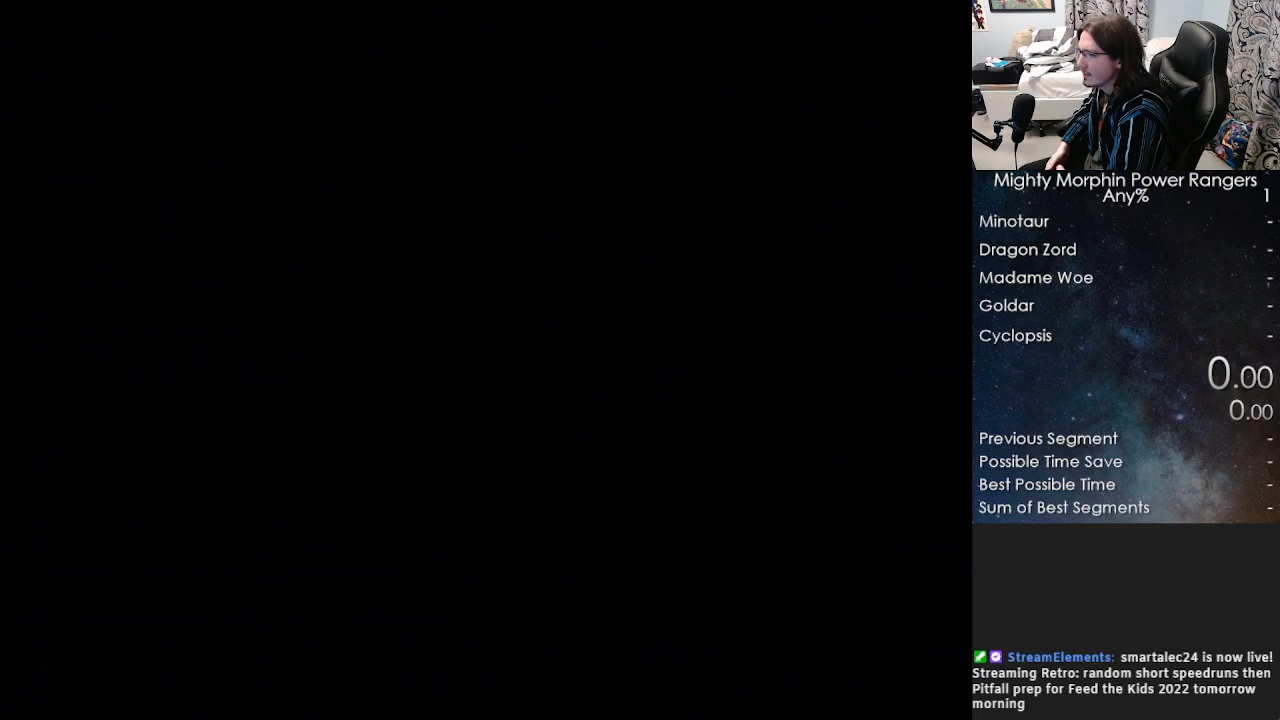 Mighty Morphin Power Rangers
Any% 1
Minotaur -
Dragon Zord -
Madame Woe -
Goldar -
Cyclopsis -
0.00
0.00
Previous Segment -
Possible Time Save -
Best Possible Time -
Sum of Best Segments -
StreamElements: smartalec24 is now live!
Streaming Retro: random short speedruns then
Pitfall prep for Feed the Kids 2022 tomorrow
morning